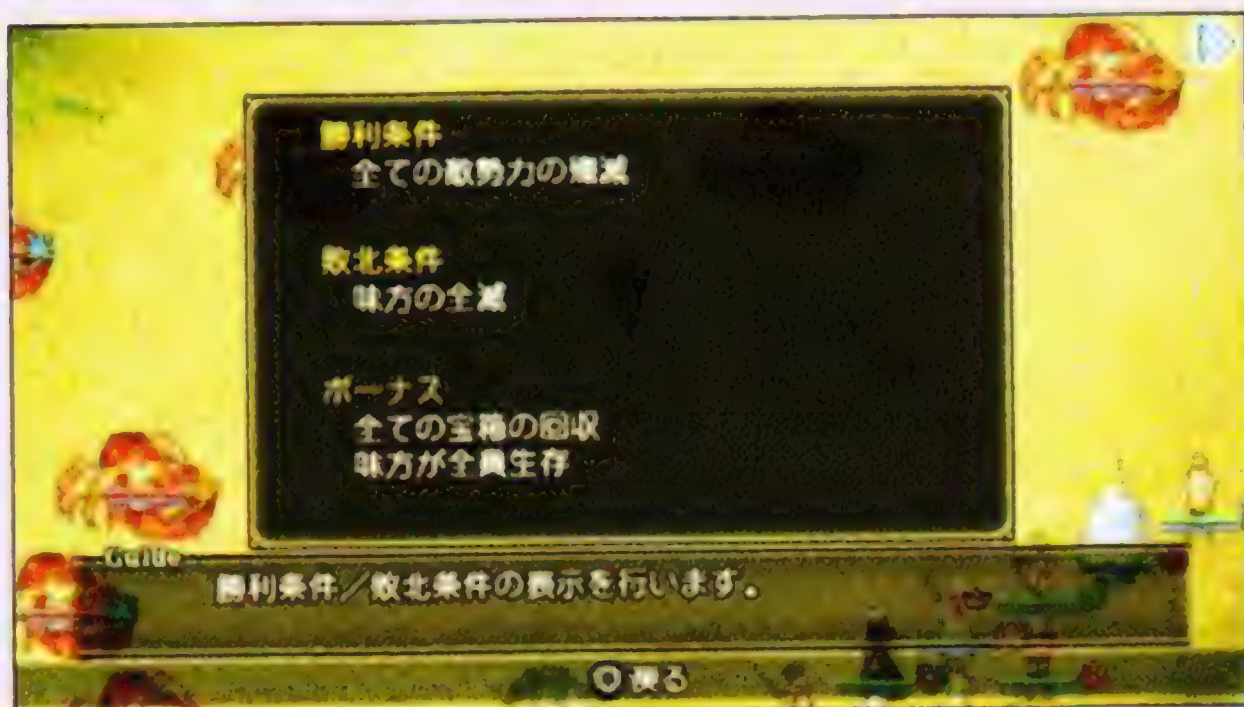 勝利条件
全ての敵勢力の殲滅
敗北条件
味方の全滅
ボーナス
全ての宝箱の回収
味方が全員生存
Guide
勝利条件／敗北条件の表示を行います。
○戻る